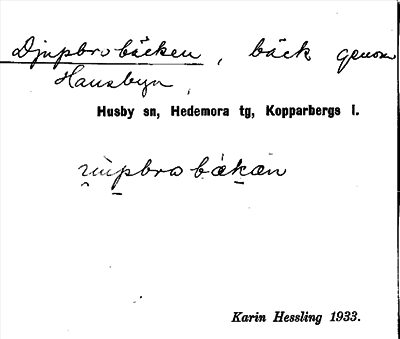 Djupbrobäcken, bäck genom
Hansbyn,
Husby sn, Hedemora tg, Kopparbergs l.
Karin Hessling 1933.